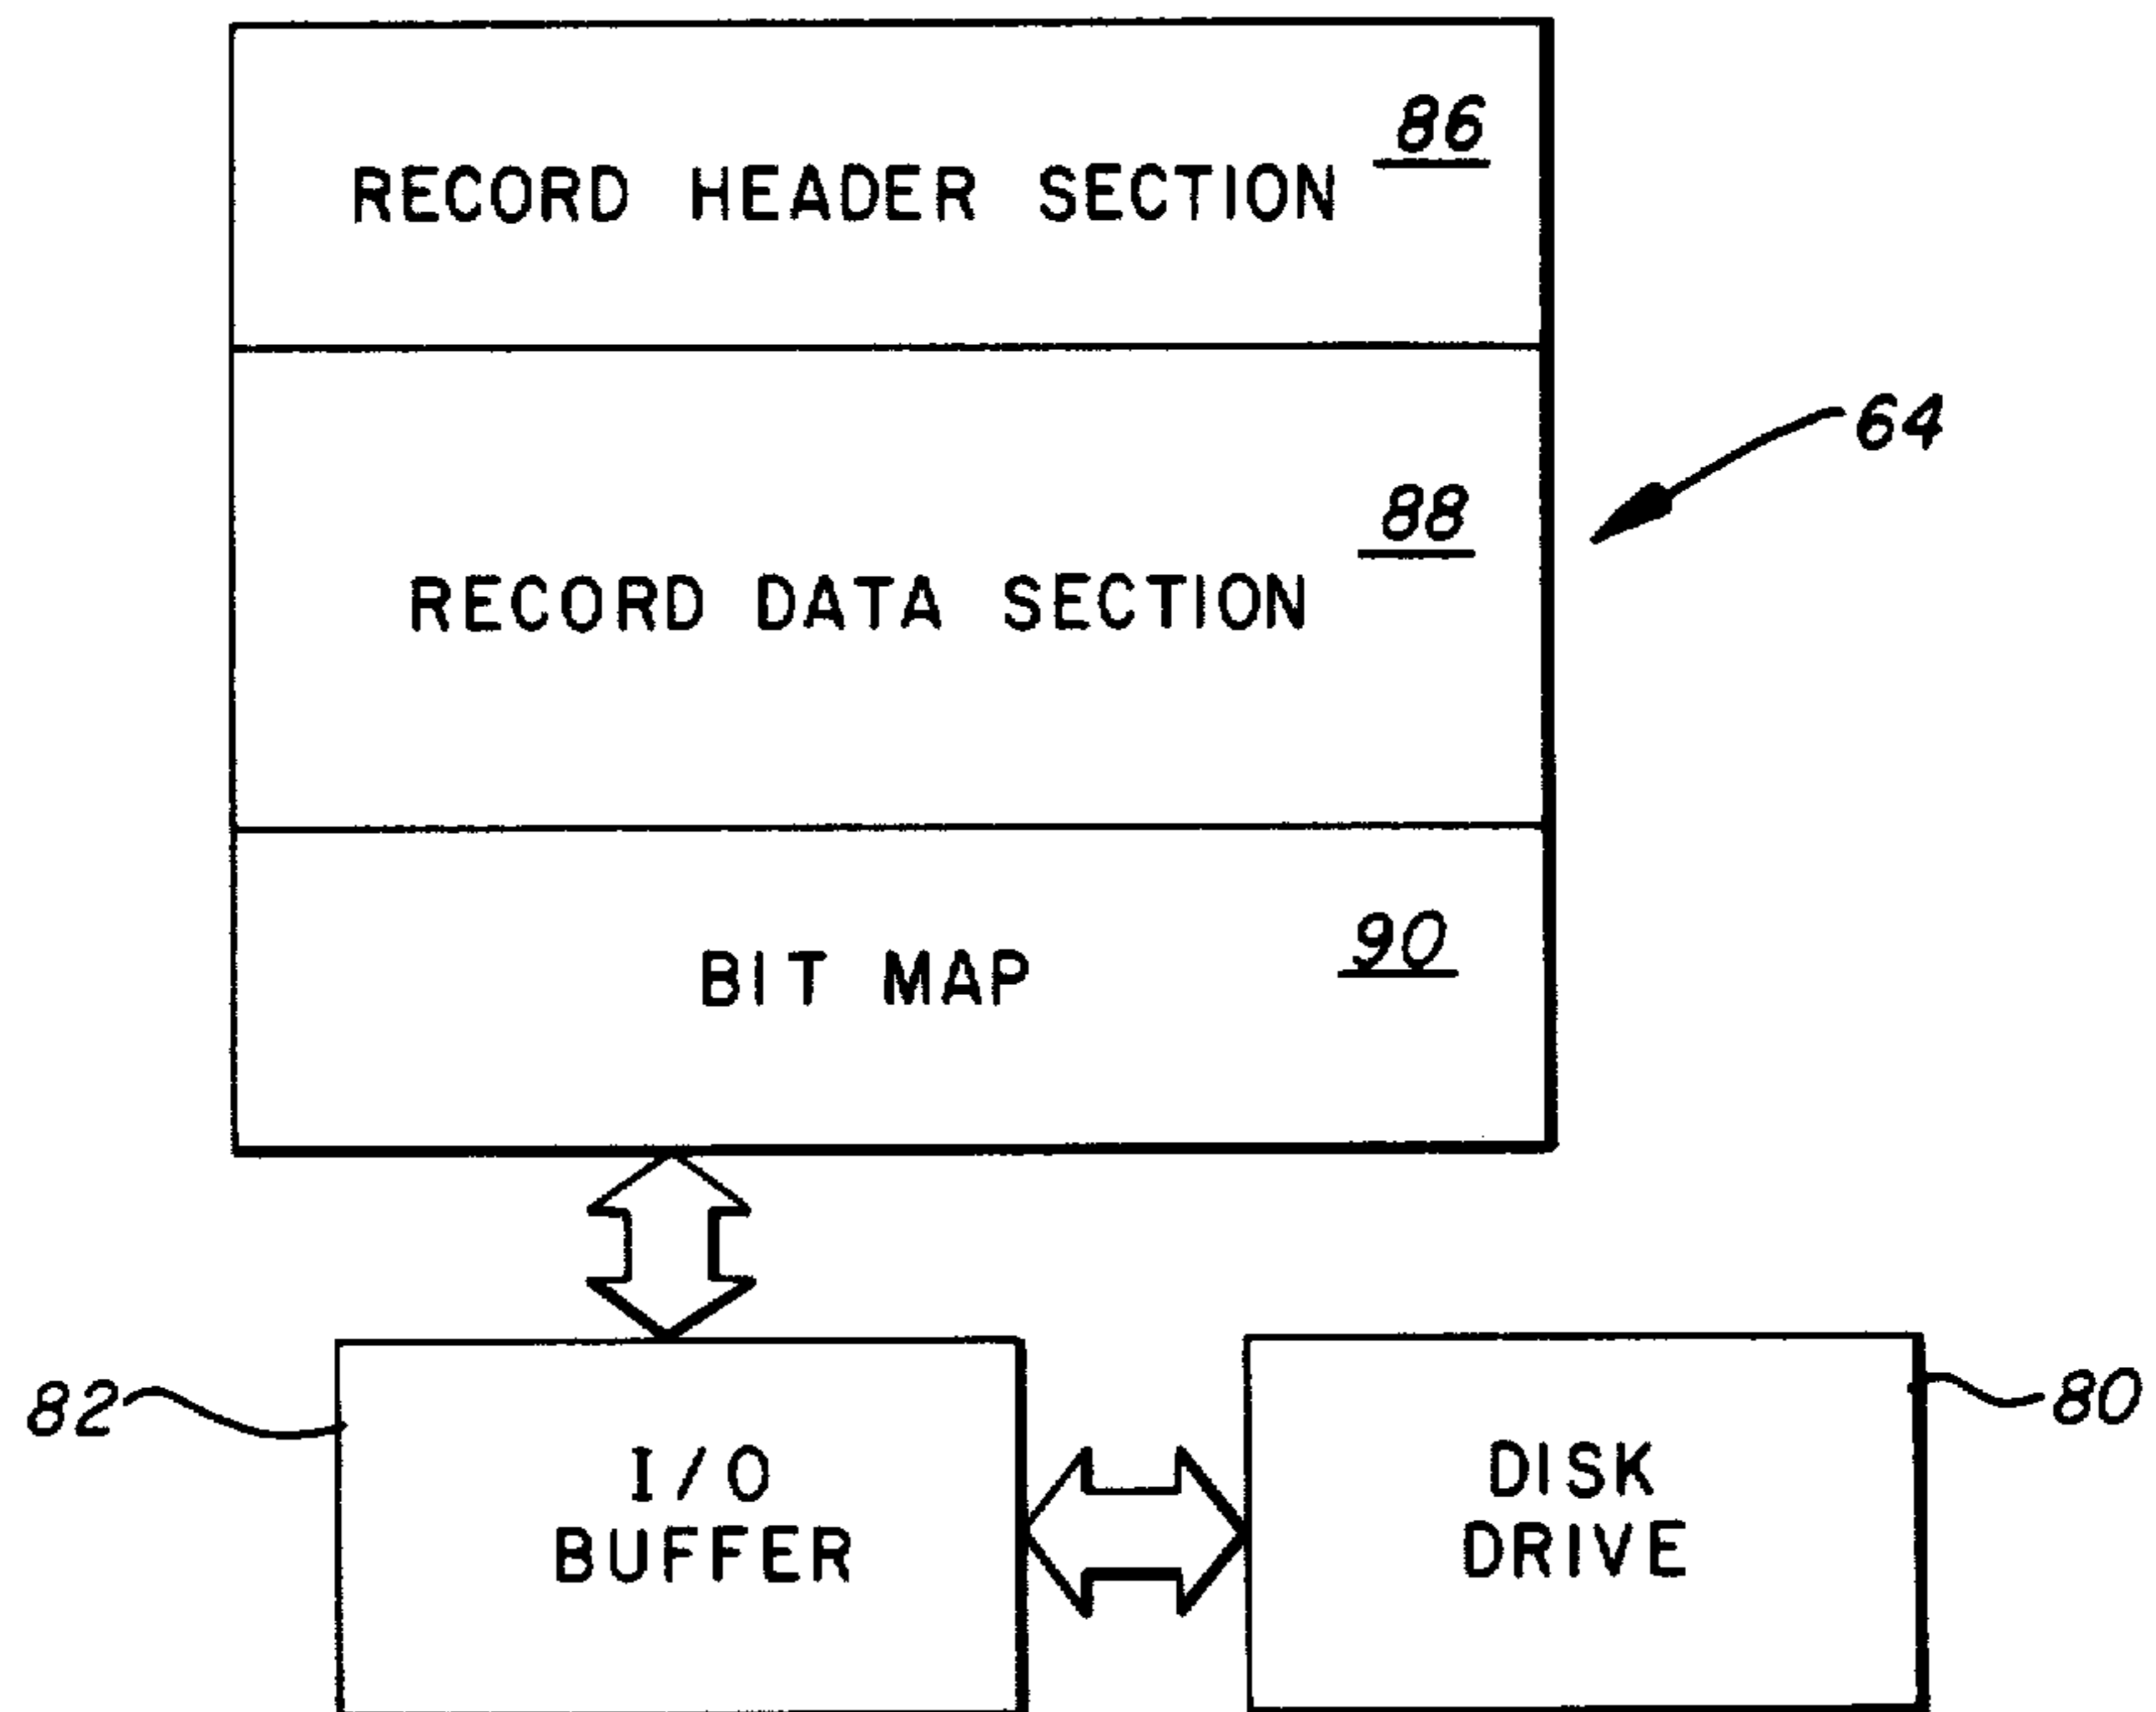 86
RECORD HEADER SECTION
64
88
RECORD DATA SECTION
90
BIT MAP
82
I/O
BUFFER
80
DISK
DRIVE